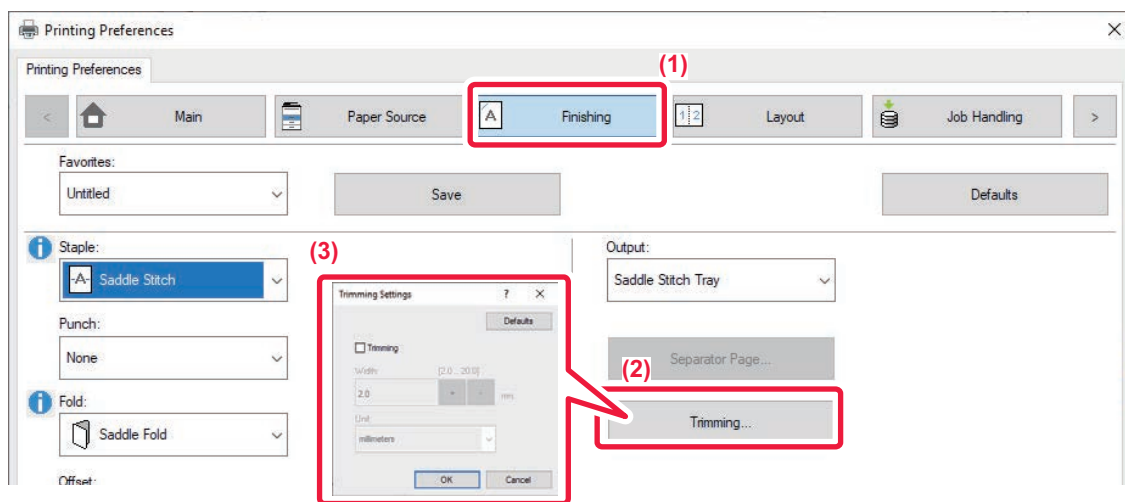 Printing Preferences
Printing Preferences
(1)
Main
Paper Source
A
Finishing
1 2
Layout
Job Handling
Favorites:
Untitled
Save
Defaults
Staple:
-A- Saddle Stitch
Punch:
None
Fold:
Saddle Fold
Offset:
(3)
Trimming Settings
?
Defaults
Trimming
Width:
[2.0 .. 20.0]
2.0
mm
Unit:
millimeters
OK
Cancel
Output:
Saddle Stitch Tray
Separator Page...
(2)
Trimming...